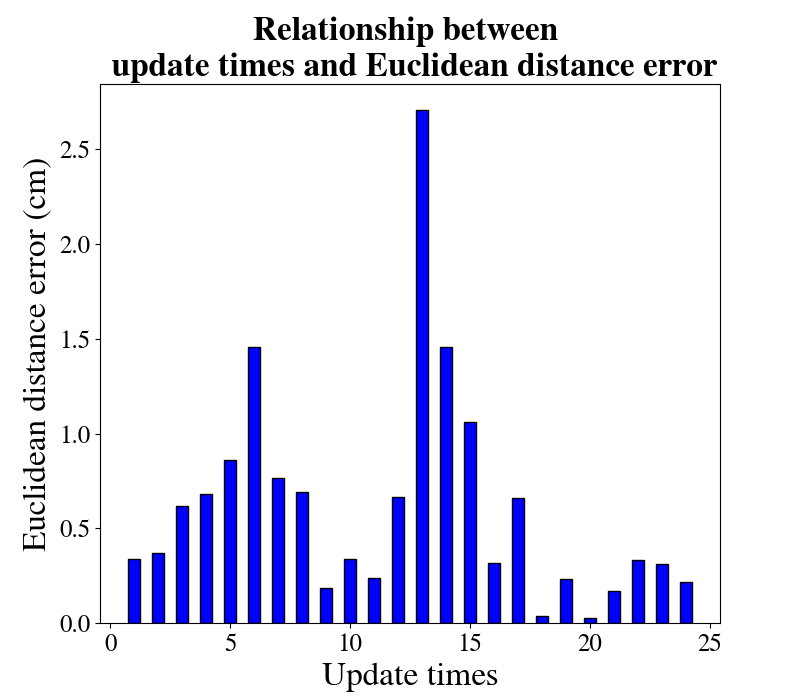 Relationship between
update times and Euclidean distance error
Euclidean distance error (cm)
2.5
2.0
1.5
1.0
0.5
0.0
0 5 10 15 20 25
Update times